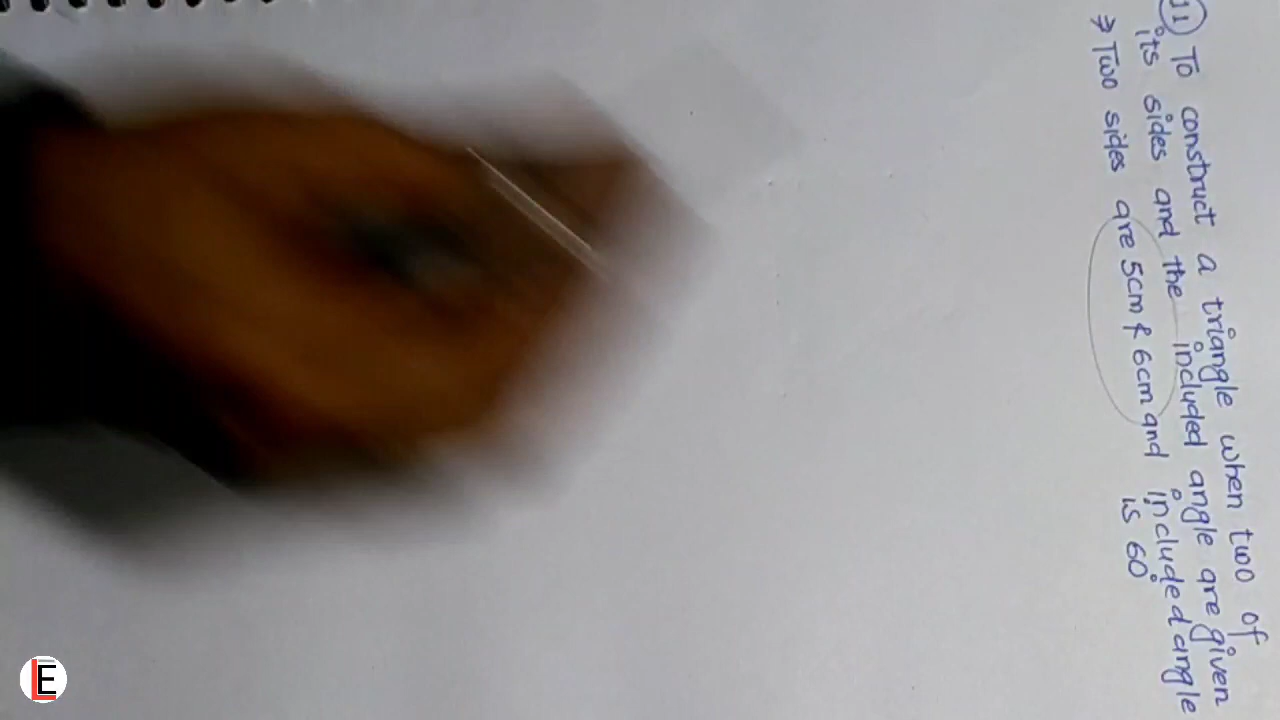 11 To construct a triangle when two of
its sides and the included angle are given
⇒ Two sides are 5cm & 6cm and included angle
is 60°
LE